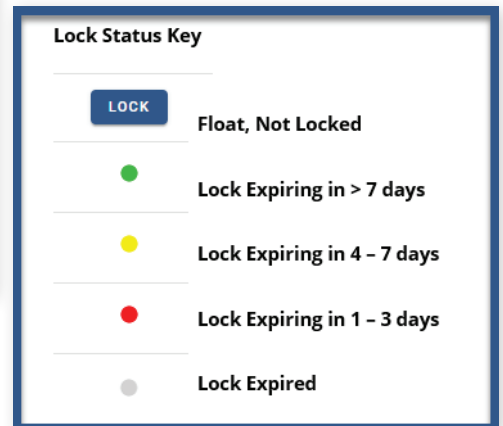 Lock Status Key
LOCK
Float, Not Locked
Lock Expiring in > 7 days
Lock Expiring in 4 – 7 days
Lock Expiring in 1 – 3 days
Lock Expired